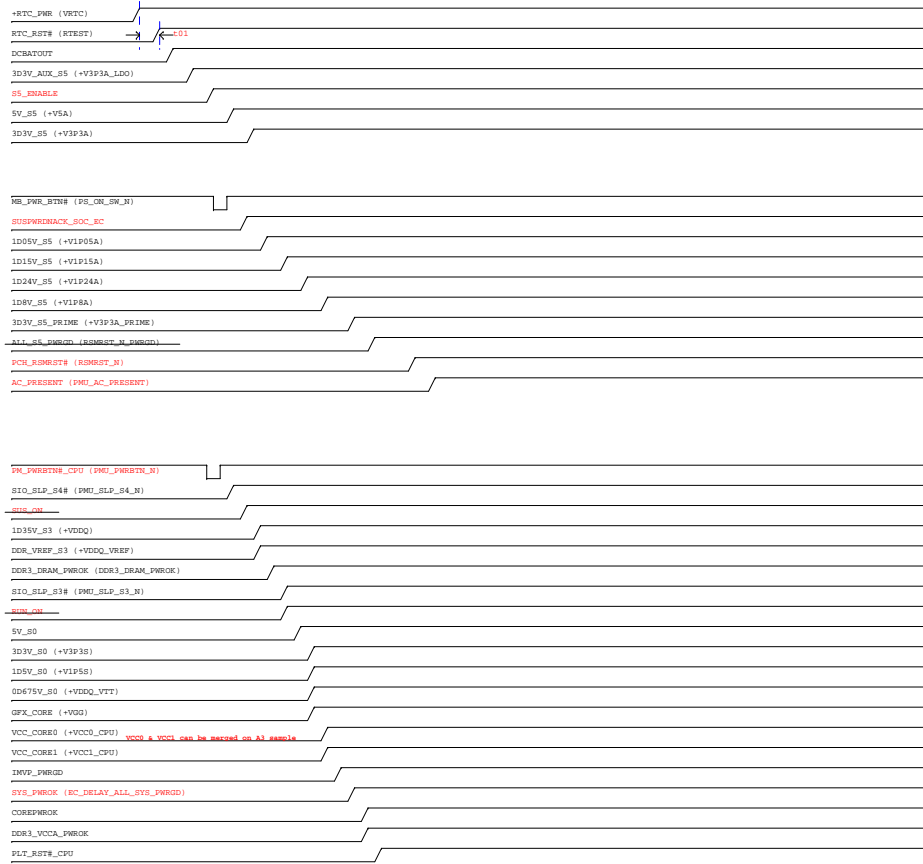 +RTC_PWR (VRTC)
RTC_RST# (RTEST)
t01
DCBATOUT
3D3V_AUX_S5 (+V3P3A_LDO)
S5_ENABLE
5V_S5 (+V5A)
3D3V_S5 (+V3P3A)
MB_PWR_BTN# (PS_ON_SW_N)
SUSPWRDNACK_SOC_EC
1D05V_S5 (+V1P05A)
1D15V_S5 (+V1P15A)
1D24V_S5 (+V1P24A)
1D8V_S5 (+V1P8A)
3D3V_S5_PRIME (+V3P3A_PRIME)
ALL_S5_PWRGD (RSMRST_N_PWRGD)
PCH_RSMRST# (RSMRST_N)
AC_PRESENT (PMU_AC_PRESENT)
PM_PWRBTN#_CPU (PMU_PWRBTN_N)
SIO_SLP_S4# (PMU_SLP_S4_N)
SUS_ON
1D35V_S3 (+VDDQ)
DDR_VREF_S3 (+VDDQ_VREF)
DDR3_DRAM_PWROK (DDR3_DRAM_PWROK)
SIO_SLP_S3# (PMU_SLP_S3_N)
RUN_ON
5V_S0
3D3V_S0 (+V3P3S)
1D5V_S0 (+V1P5S)
0D675V_S0 (+VDDQ_VTT)
GFX_CORE (+VGG)
VCC_CORE0 (+VCC0_CPU)
VCC0 & VCC1 can be merged on A3 sample
VCC_CORE1 (+VCC1_CPU)
IMVP_PWRGD
SYS_PWROK (EC_DELAY_ALL_SYS_PWRGD)
COREPWROK
DDR3_VCCA_PWROK
PLT_RST#_CPU